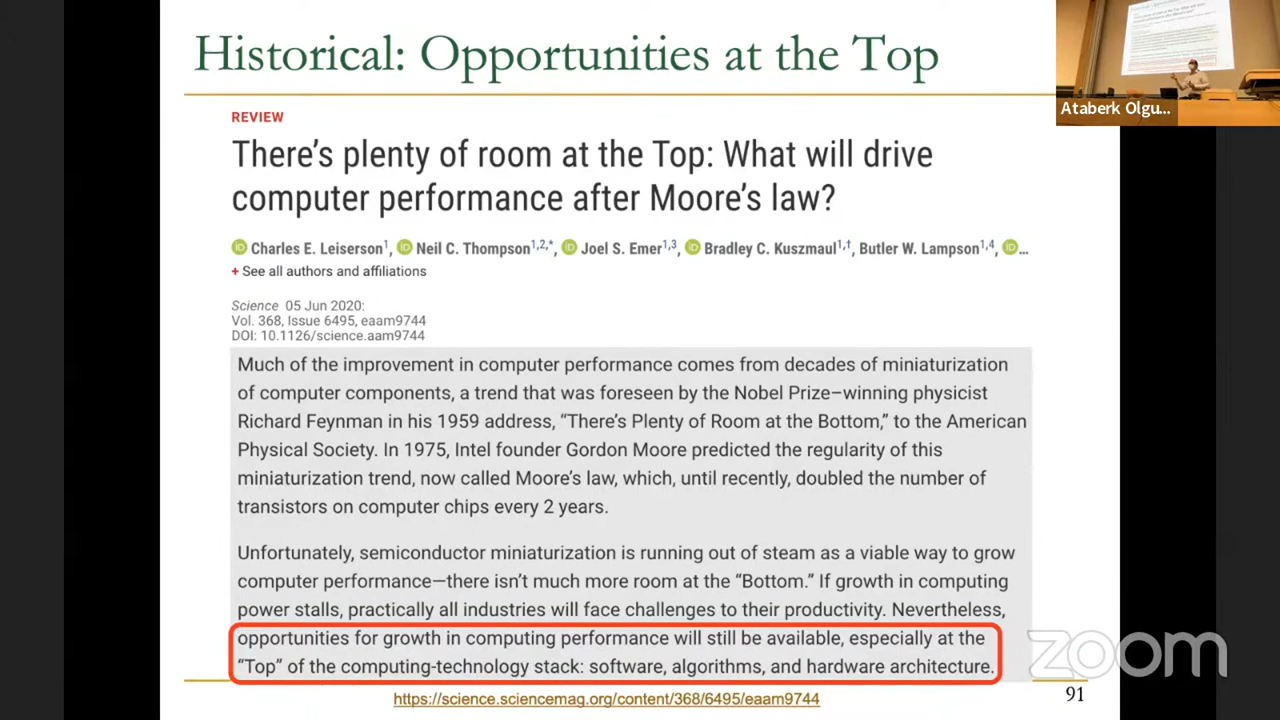 Historical: Opportunities at the Top
Ataberk Olgu...
REVIEW
There's plenty of room at the Top: What will drive
computer performance after Moore's law?
Charles E. Leiserson1, Neil C. Thompson1,2,*, Joel S. Emer1,3, Bradley C. Kuszmaul1,†, Butler W. Lampson1,4, ...
+ See all authors and affiliations
Science 05 Jun 2020:
Vol. 368, Issue 6495, eaam9744
DOI: 10.1126/science.aam9744
Much of the improvement in computer performance comes from decades of miniaturization
of computer components, a trend that was foreseen by the Nobel Prize–winning physicist
Richard Feynman in his 1959 address, “There’s Plenty of Room at the Bottom,” to the American
Physical Society. In 1975, Intel founder Gordon Moore predicted the regularity of this
miniaturization trend, now called Moore’s law, which, until recently, doubled the number of
transistors on computer chips every 2 years.
Unfortunately, semiconductor miniaturization is running out of steam as a viable way to grow
computer performance—there isn’t much more room at the “Bottom.” If growth in computing
power stalls, practically all industries will face challenges to their productivity. Nevertheless,
opportunities for growth in computing performance will still be available, especially at the
“Top” of the computing-technology stack: software, algorithms, and hardware architecture.
https://science.sciencemag.org/content/368/6495/eaam9744
91
zoom